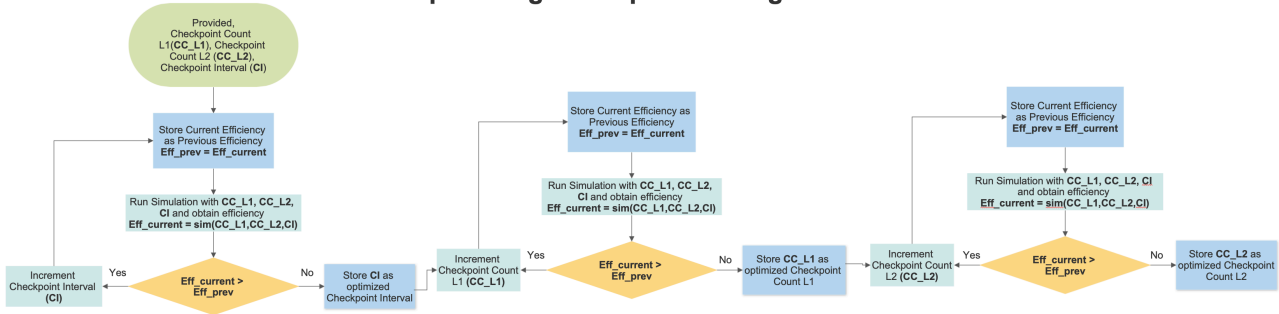 Provided,
Checkpoint Count
L1(CC_L1), Checkpoint
Count L2 (CC_L2),
Checkpoint Interval (CI)
Store Current Efficiency
as Previous Efficiency
Eff_prev = Eff_current
Run Simulation with CC_L1, CC_L2,
CI and obtain efficiency
Eff_current = sim(CC_L1,CC_L2,CI)
Eff_current >
Eff_prev
Yes
Increment
Checkpoint Interval
(CI)
No
Store CI as
optimized
Checkpoint Interval
Store Current Efficiency as
Previous Efficiency
Eff_prev = Eff_current
Run Simulation with CC_L1, CC_L2,
CI and obtain efficiency
Eff_current = sim(CC_L1,CC_L2,CI)
Eff_current >
Eff_prev
Yes
Increment
Checkpoint Count
L1 (CC_L1)
No
Store CC_L1 as
optimized Checkpoint
Count L1
Store Current Efficiency
as Previous Efficiency
Eff_prev = Eff_current
Run Simulation with CC_L1, CC_L2, CI
and obtain efficiency
Eff_current = sim(CC_L1,CC_L2,CI)
Eff_current >
Eff_prev
Yes
Increment
Checkpoint Count
L2 (CC_L2)
No
Store CC_L2 as
optimized Checkpoint
Count L2